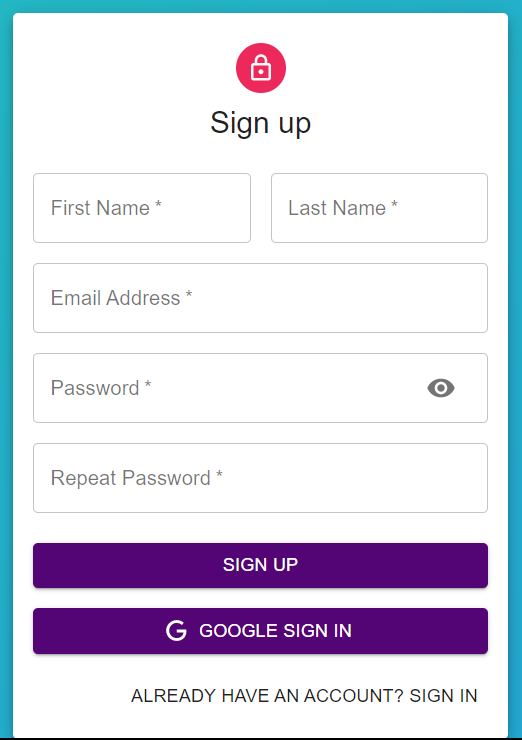 Sign up
First Name *
Last Name *
Email Address *
Password *
Repeat Password *
SIGN UP
GOOGLE SIGN IN
ALREADY HAVE AN ACCOUNT? SIGN IN